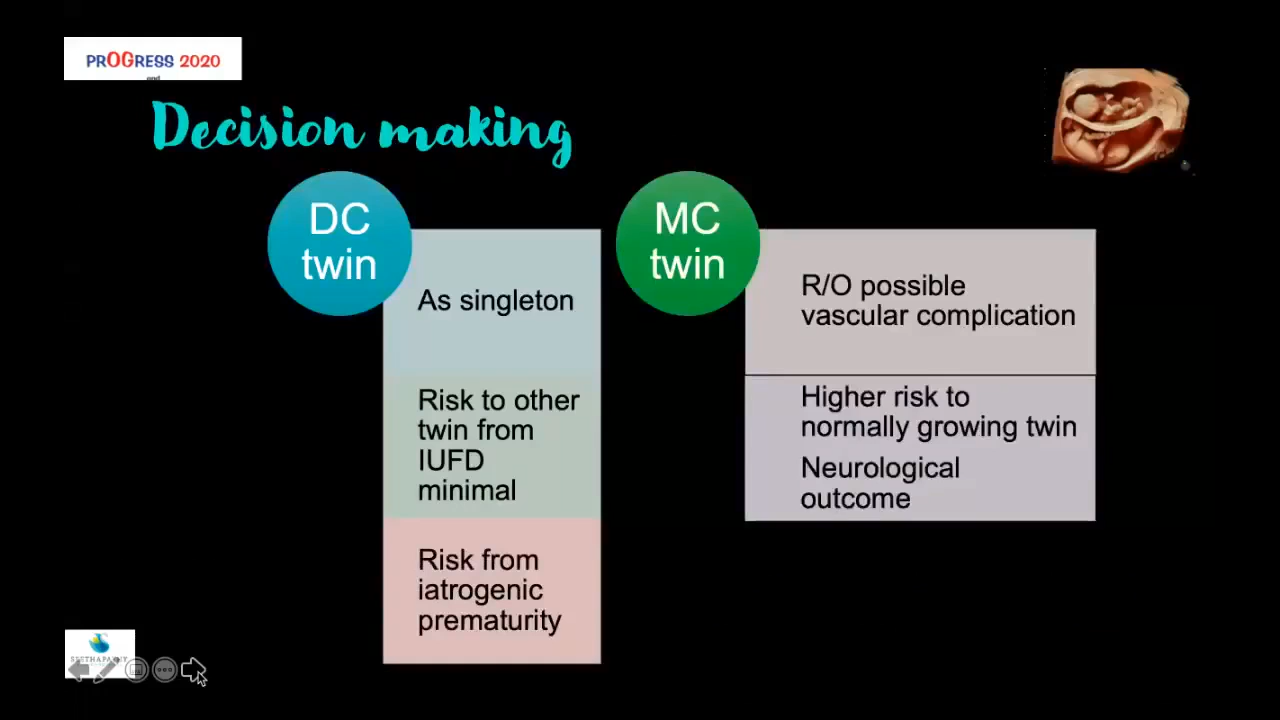 PROGRESS 2020
and
Decision making
DC
twin
As singleton
Risk to other
twin from
IUFD
minimal
Risk from
iatrogenic
prematurity
MC
twin
R/O possible
vascular complication
Higher risk to
normally growing twin
Neurological
outcome